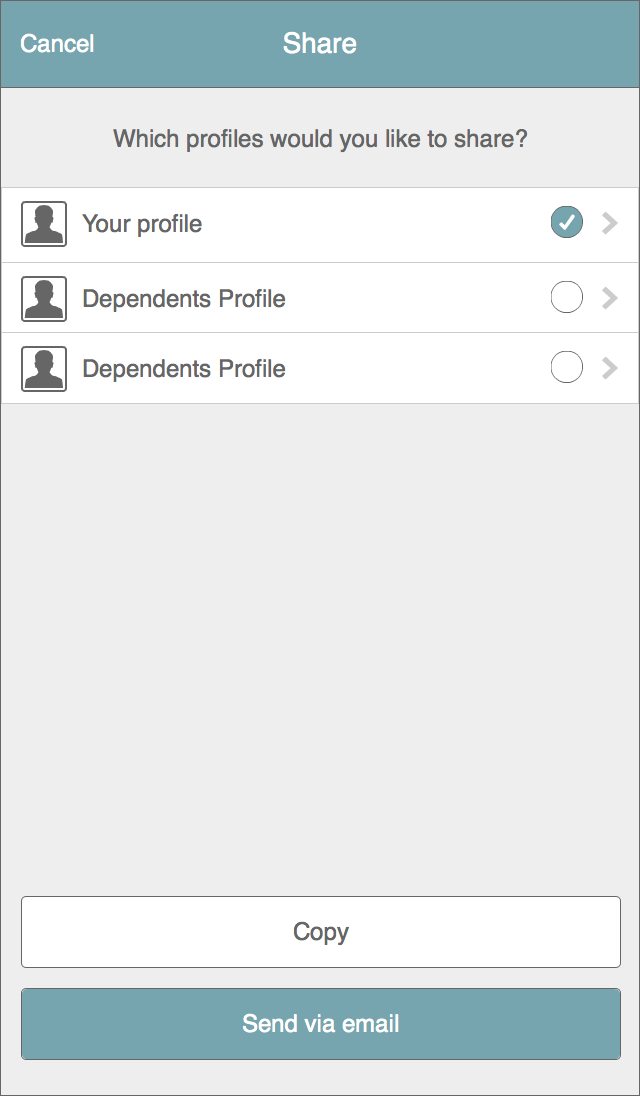 Cancel
Share
Which profiles would you like to share?
Your profile
Dependents Profile
Dependents Profile
Copy
Send via email